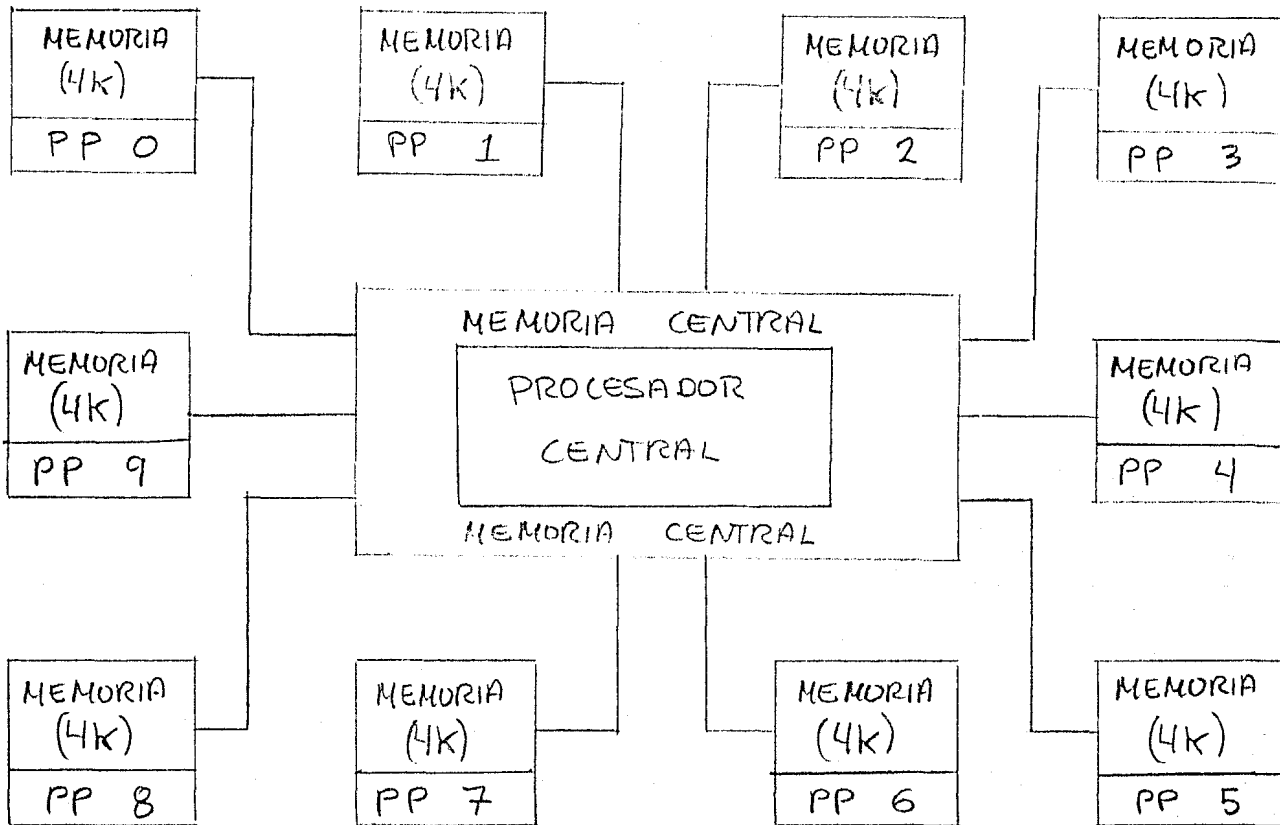 MEMORIA
(4K)
PP 0
MEMORIA
(4K)
PP 1
MEMORIA
(4K)
PP 2
MEMORIA
(4K)
PP 3
MEMORIA CENTRAL
PROCESADOR
CENTRAL
MEMORIA CENTRAL
MEMORIA
(4K)
PP 9
MEMORIA
(4K)
PP 4
MEMORIA
(4K)
PP 8
MEMORIA
(4K)
PP 7
MEMORIA
(4K)
PP 6
MEMORIA
(4K)
PP 5